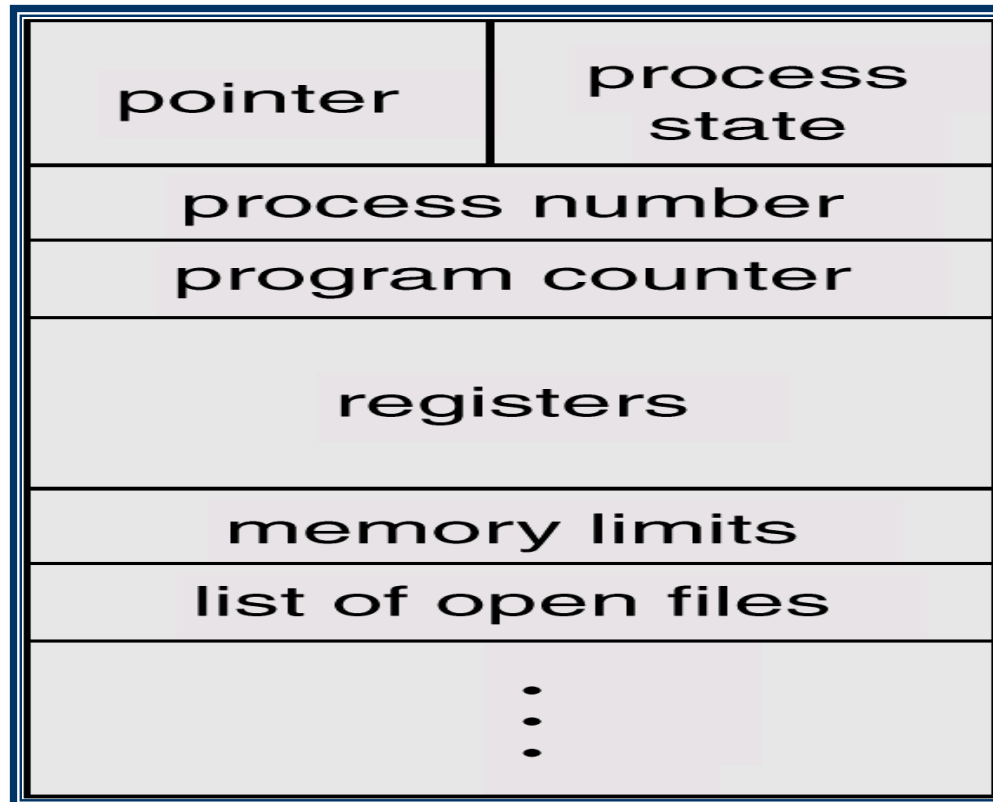 pointer
process
state
process number
program counter
registers
memory limits
list of open files